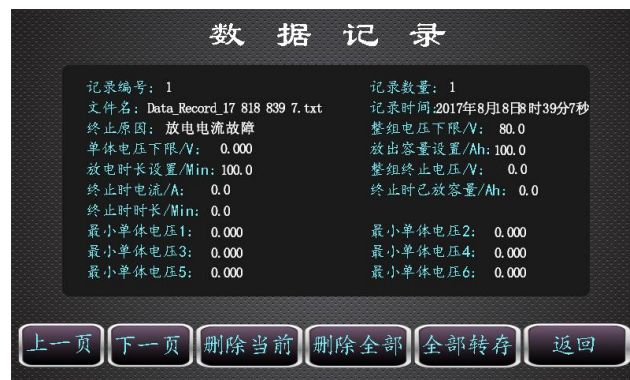 数据记录
记录编号：1 记录数量：1
文件名：Data_Record_17 818 839 7.txt 记录时间:2017年8月18日8时39分7秒
终止原因：放电电流故障 整组电压下限/V：80.0
单体电压下限/V：0.000 放出容量设置/Ah：100.0
放电时长设置/Min：100.0 整组终止电压/V：0.0
终止时电流/A：0.0 终止时已放容量/Ah：0.0
终止时时长/Min：0.0
最小单体电压1：0.000 最小单体电压2：0.000
最小单体电压3：0.000 最小单体电压4：0.000
最小单体电压5：0.000 最小单体电压6：0.000
上一页 下一页 删除当前 删除全部 全部转存 返回